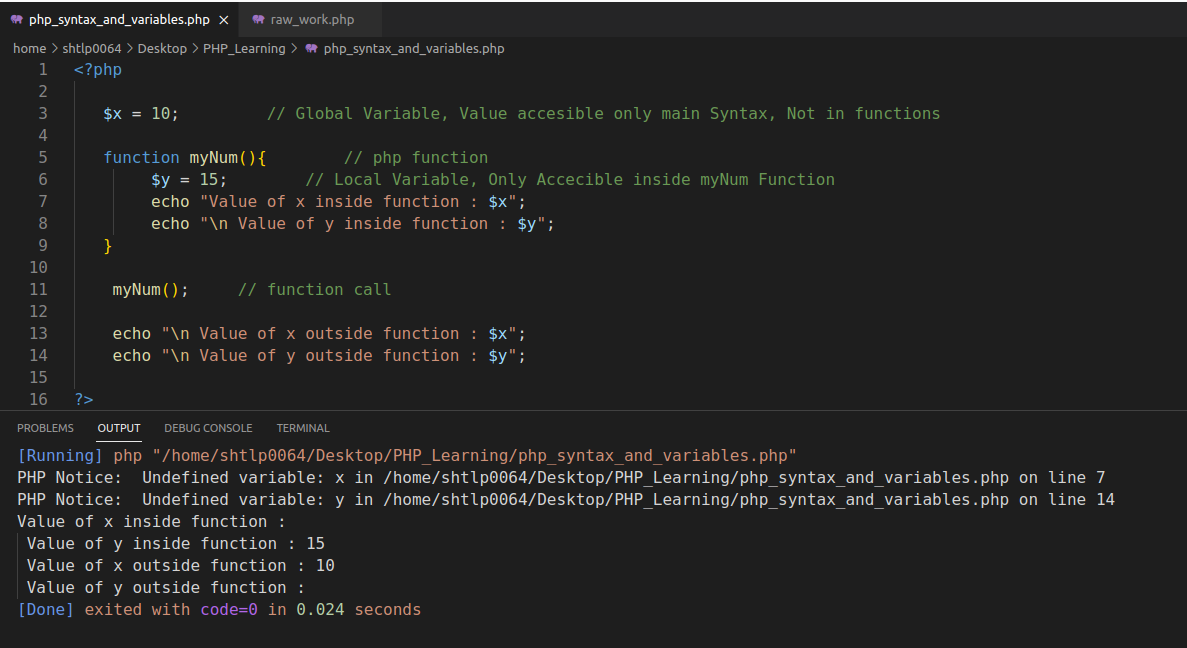 php_syntax_and_variables.php × raw_work.php
home > shtlp0064 > Desktop > PHP_Learning > php_syntax_and_variables.php
1 <?php
2
3 $x = 10; // Global Variable, Value accesible only main Syntax, Not in functions
4
5 function myNum(){ // php function
6 $y = 15; // Local Variable, Only Accecible inside myNum Function
7 echo "Value of x inside function : $x";
8 echo "\n Value of y inside function : $y";
9 }
10
11 myNum(); // function call
12
13 echo "\n Value of x outside function : $x";
14 echo "\n Value of y outside function : $y";
15
16 ?>
PROBLEMS OUTPUT DEBUG CONSOLE TERMINAL
[Running] php "/home/shtlp0064/Desktop/PHP_Learning/php_syntax_and_variables.php"
PHP Notice:  Undefined variable: x in /home/shtlp0064/Desktop/PHP_Learning/php_syntax_and_variables.php on line 7
PHP Notice:  Undefined variable: y in /home/shtlp0064/Desktop/PHP_Learning/php_syntax_and_variables.php on line 14
Value of x inside function :
Value of y inside function : 15
Value of x outside function : 10
Value of y outside function :
[Done] exited with code=0 in 0.024 seconds